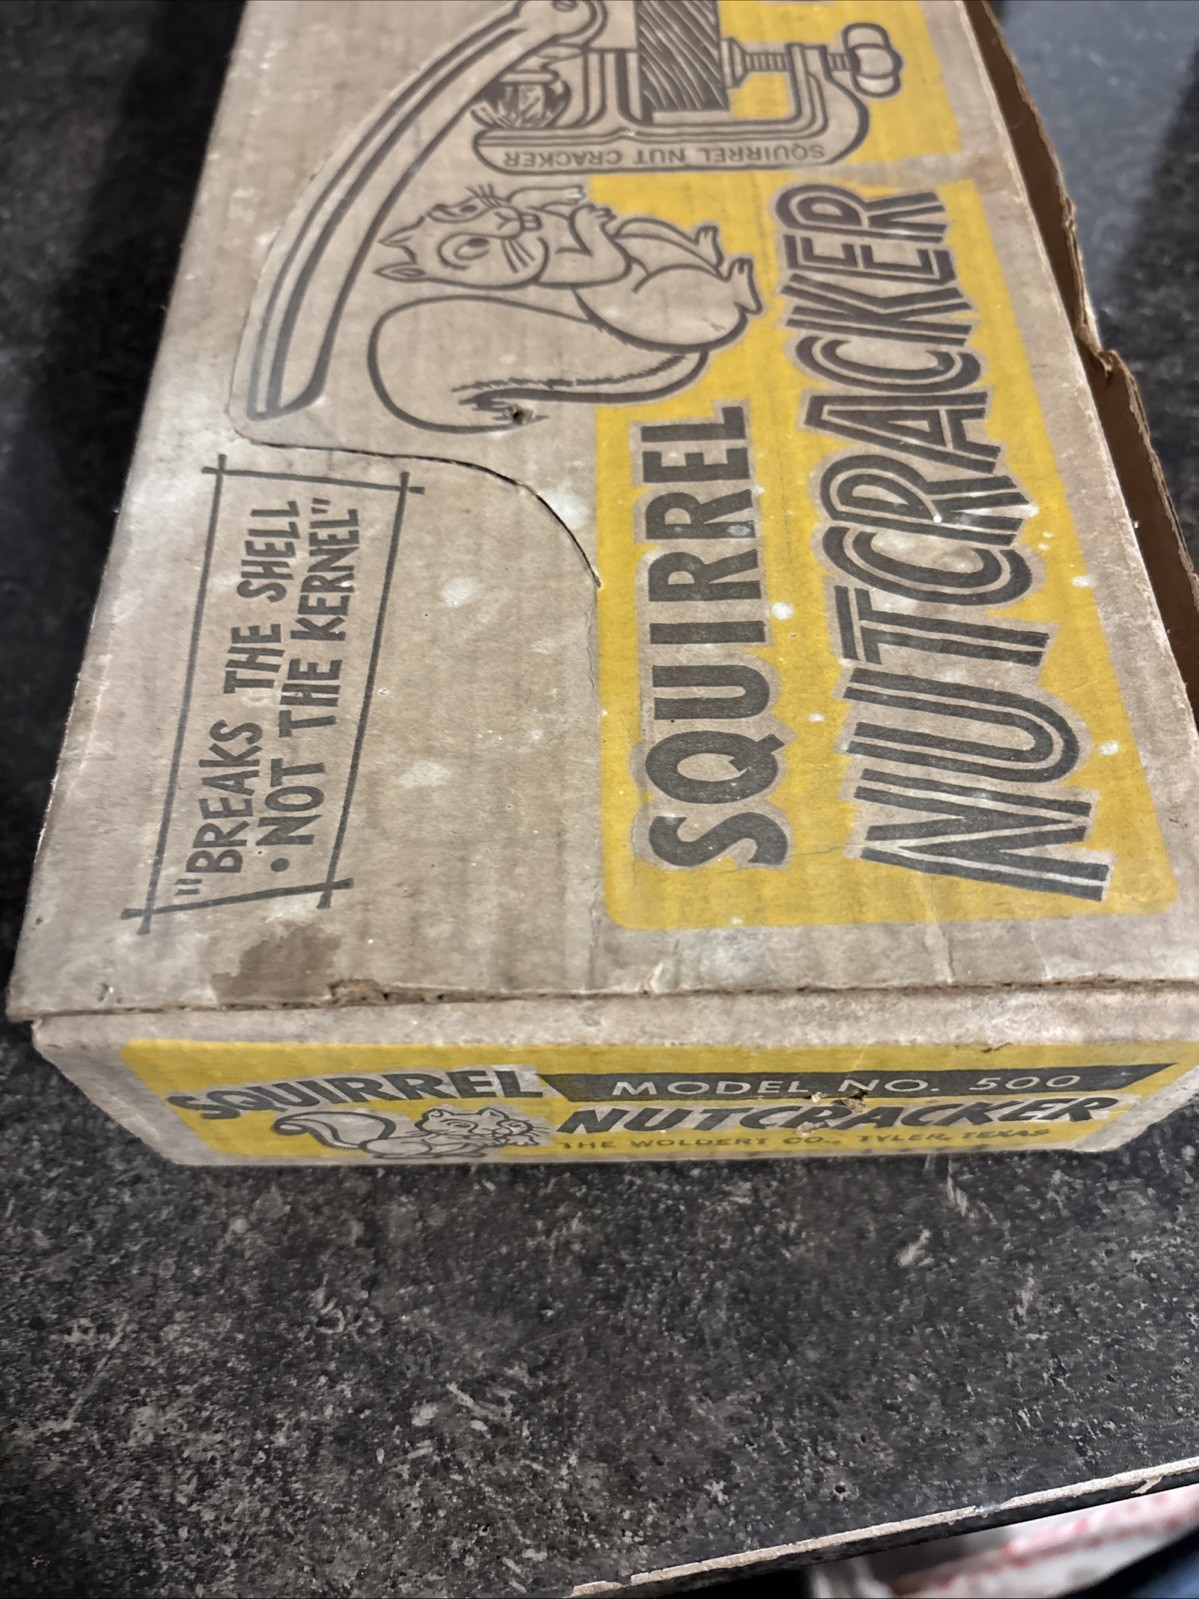 SQUIRREL NUT CRACKER
"BREAKS THE SHELL
• NOT THE KERNEL"
SQUIRREL
NUTCRACKER
SQUIRREL
MODEL NO. 500
NUTCRACKER
THE WOLDERT CO., TYLER, TEXAS